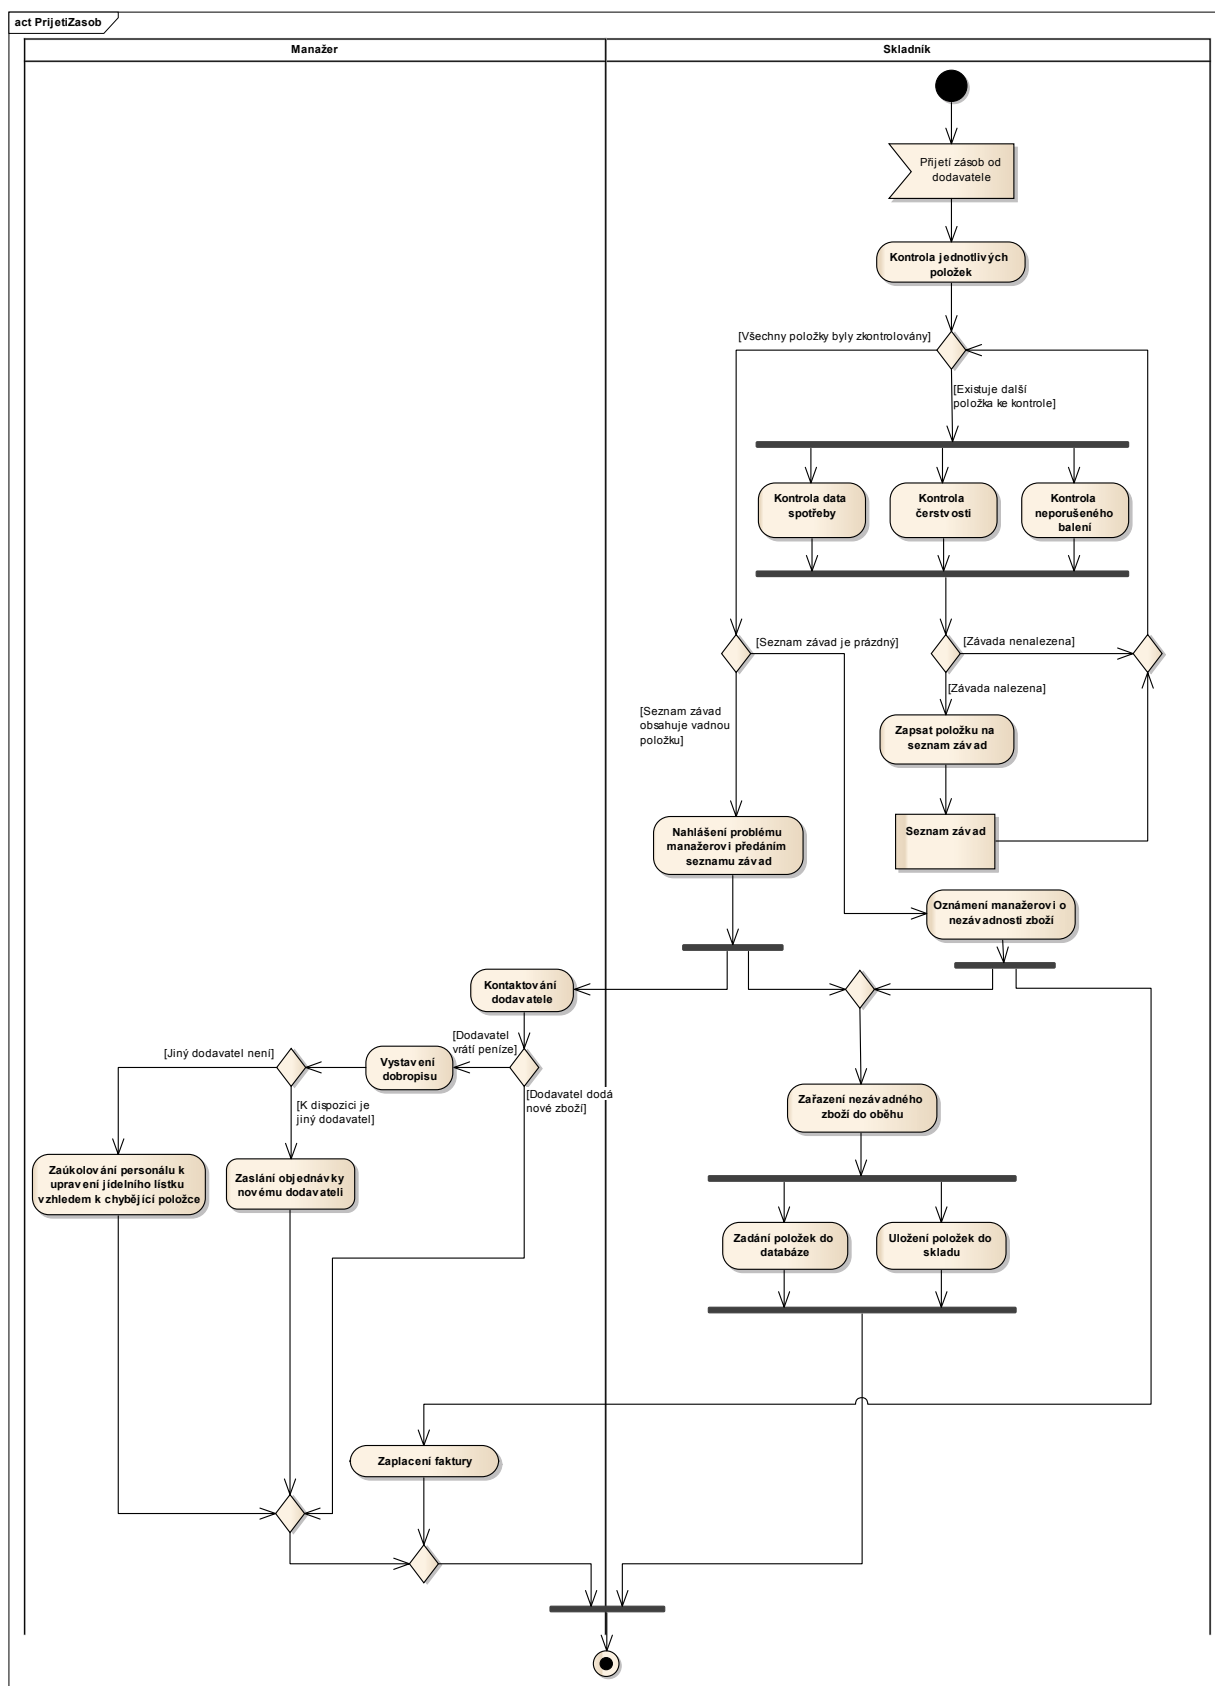 act PrijetiZasob
Manažer
Skladník
Přijetí zásob od
dodavatele
Kontrola jednotlivých
položek
[Všechny položky byly zkontrolovány]
[Existuje další
položka ke kontrole]
Kontrola data
spotřeby
Kontrola
čerstvosti
Kontrola
neporušeného
balení
[Seznam závad je prázdný]
[Závada nenalezena]
[Závada nalezena]
[Seznam závad
obsahuje vadnou
položku]
Zapsat položku na
seznam závad
Seznam závad
Nahlášení problému
manažerovi předáním
seznamu závad
Oznámení manažerovi o
nezávadnosti zboží
Kontaktování
dodavatele
[Dodavatel
vrátí peníze]
[Jiný dodavatel není]
Vystavení
dobropisu
[Dodavatel dodá
nové zboží]
[K dispozici je
jiný dodavatel]
Zařazení nezávadného
zboží do oběhu
Zaúkolování personálu k
upravení jídelního lístku
vzhledem k chybějící položce
Zaslání objednávky
novému dodavateli
Zadání položek do
databáze
Uložení položek do
skladu
Zaplacení faktury